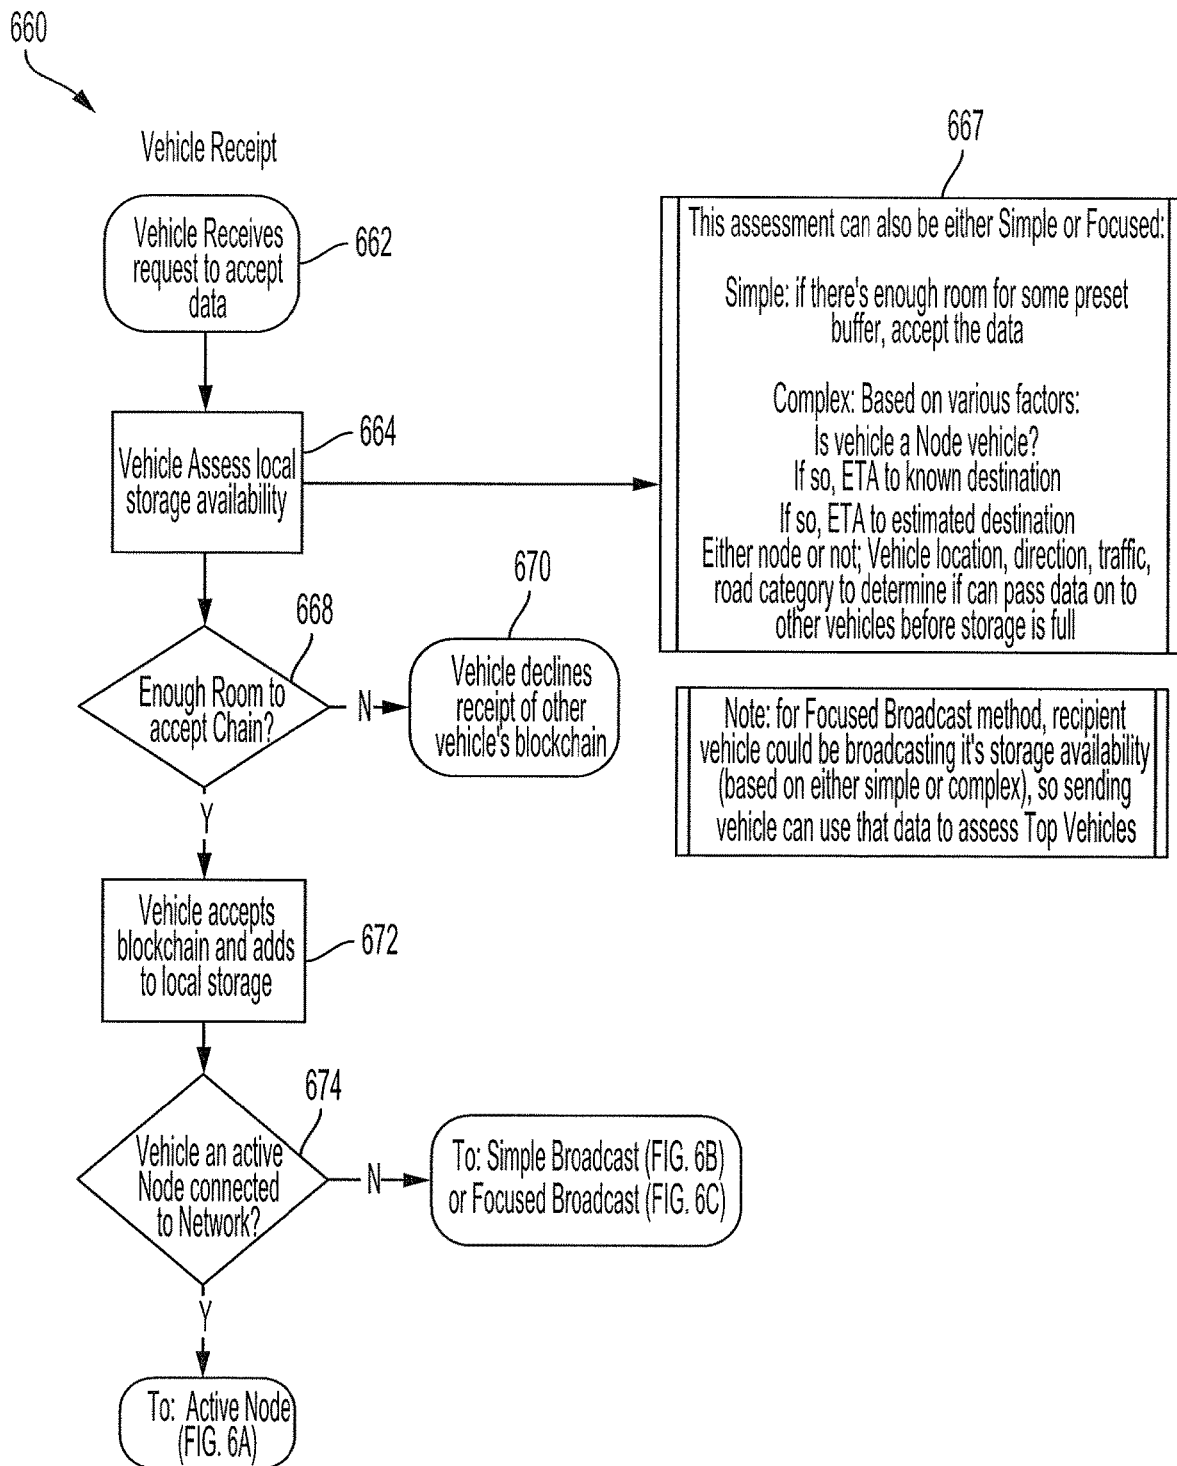 660
Vehicle Receipt
Vehicle Receives
request to accept
data
662
Vehicle Assess local
storage availability
664
667
This assessment can also be either Simple or Focused:
Simple: if there's enough room for some preset
buffer, accept the data
Complex: Based on various factors:
Is vehicle a Node vehicle?
If so, ETA to known destination
If so, ETA to estimated destination
Either node or not; Vehicle location, direction, traffic,
road category to determine if can pass data on to
other vehicles before storage is full
668
Enough Room to
accept Chain?
N
670
Vehicle declines
receipt of other
vehicle's blockchain
Note: for Focused Broadcast method, recipient
vehicle could be broadcasting it's storage availability
(based on either simple or complex), so sending
vehicle can use that data to assess Top Vehicles
Y
Vehicle accepts
blockchain and adds
to local storage
672
674
Vehicle an active
Node connected
to Network?
N
To: Simple Broadcast (FIG. 6B)
or Focused Broadcast (FIG. 6C)
Y
To: Active Node
(FIG. 6A)